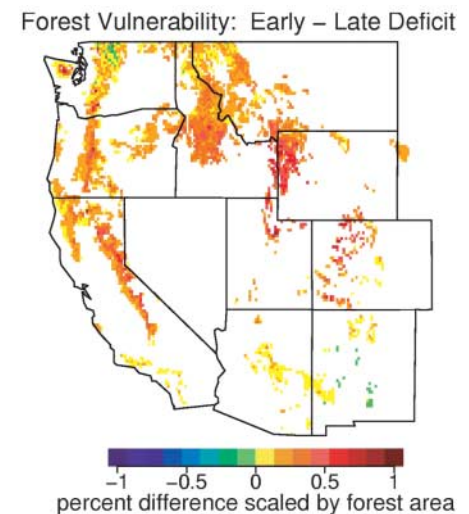 Forest Vulnerability: Early – Late Deficit
−1 −0.5 0 0.5 1
percent difference scaled by forest area